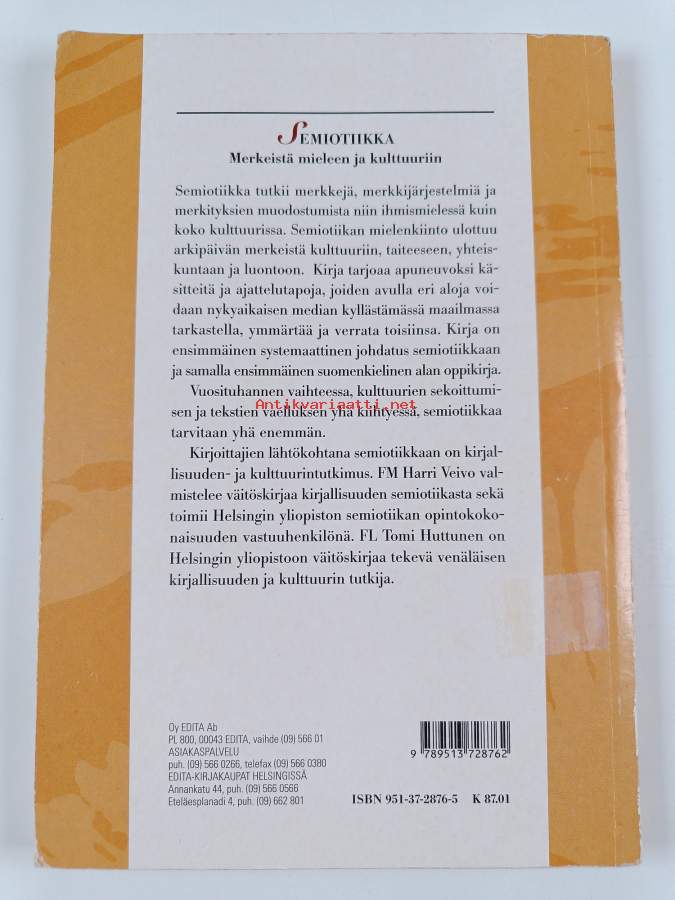 SEMIOTIIKKA
Merkeistä mieleen ja kulttuuriin
Semiotiikka tutkii merkkejä, merkkijärjestelmiä ja
merkityksien muodostumista niin ihmismielessä kuin
koko kulttuurissa. Semiotiikan mielenkiinto ulottuu
arkipäivän merkeistä kulttuuriin, taiteeseen, yhteis-
kuntaan ja luontoon. Kirja tarjoaa apuneuvoksi kä-
sitteitä ja ajattelutapoja, joiden avulla eri aloja voi-
daan nykyaikaisen median kyllästämässä maailmassa
tarkastella, ymmärtää ja verrata toisiinsa. Kirja on
ensimmäinen systemaattinen johdatus semiotiikkaan
ja samalla ensimmäinen suomenkielinen alan oppikirja.
Vuosituhannen vaihteessa, kulttuurien sekoittumi-
sen ja tekstien vaelluksen yhä kiihtyessä, semiotiikkaa
Antikvariaatti.net
tarvitaan yhä enemmän.
Kirjoittajien lähtökohtana semiotiikkaan on kirjal-
lisuuden- ja kulttuurintutkimus. FM Harri Veivo val-
mistelee väitöskirjaa kirjallisuuden semiotiikasta sekä
toimii Helsingin yliopiston semiotiikan opintokoko-
naisuuden vastuuhenkilönä. FL Tomi Huttunen on
Helsingin yliopistoon väitöskirjaa tekevä venäläisen
kirjallisuuden ja kulttuurin tutkija.
Oy EDITA Ab
PL 800, 00043 EDITA, vaihde (09) 566 01
ASIAKASPALVELU
puh. (09) 566 0266, telefax (09) 566 0380
EDITA-KIRJAKAUPAT HELSINGISSÄ
Annankatu 44, puh. (09) 566 0566
Eteläesplanadi 4, puh. (09) 662 801
9 789513 728762
ISBN 951-37-2876-5 K 87.01